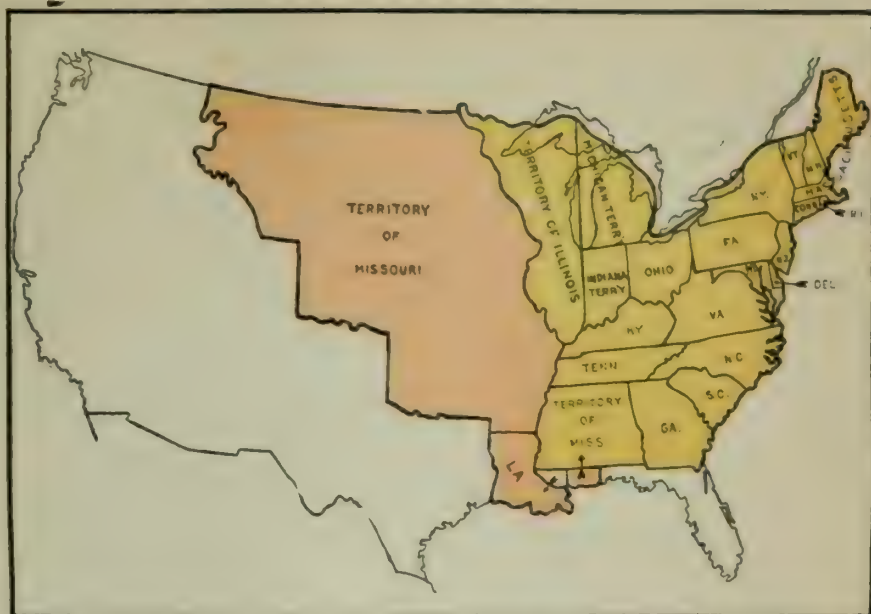 TERRITORY
OF
MISSOURI
TERRITORY OF ILLINOIS
MICHIGAN TERR.
INDIANA
TERRY
OHIO
KY
TENN
TERRITORY
OF
MISS
GA.
S.C.
N.C
VA
PA
N.Y.
VT
N.H.
MASSACHUSETTS
CONN
R.I.
N.J.
DEL
LA